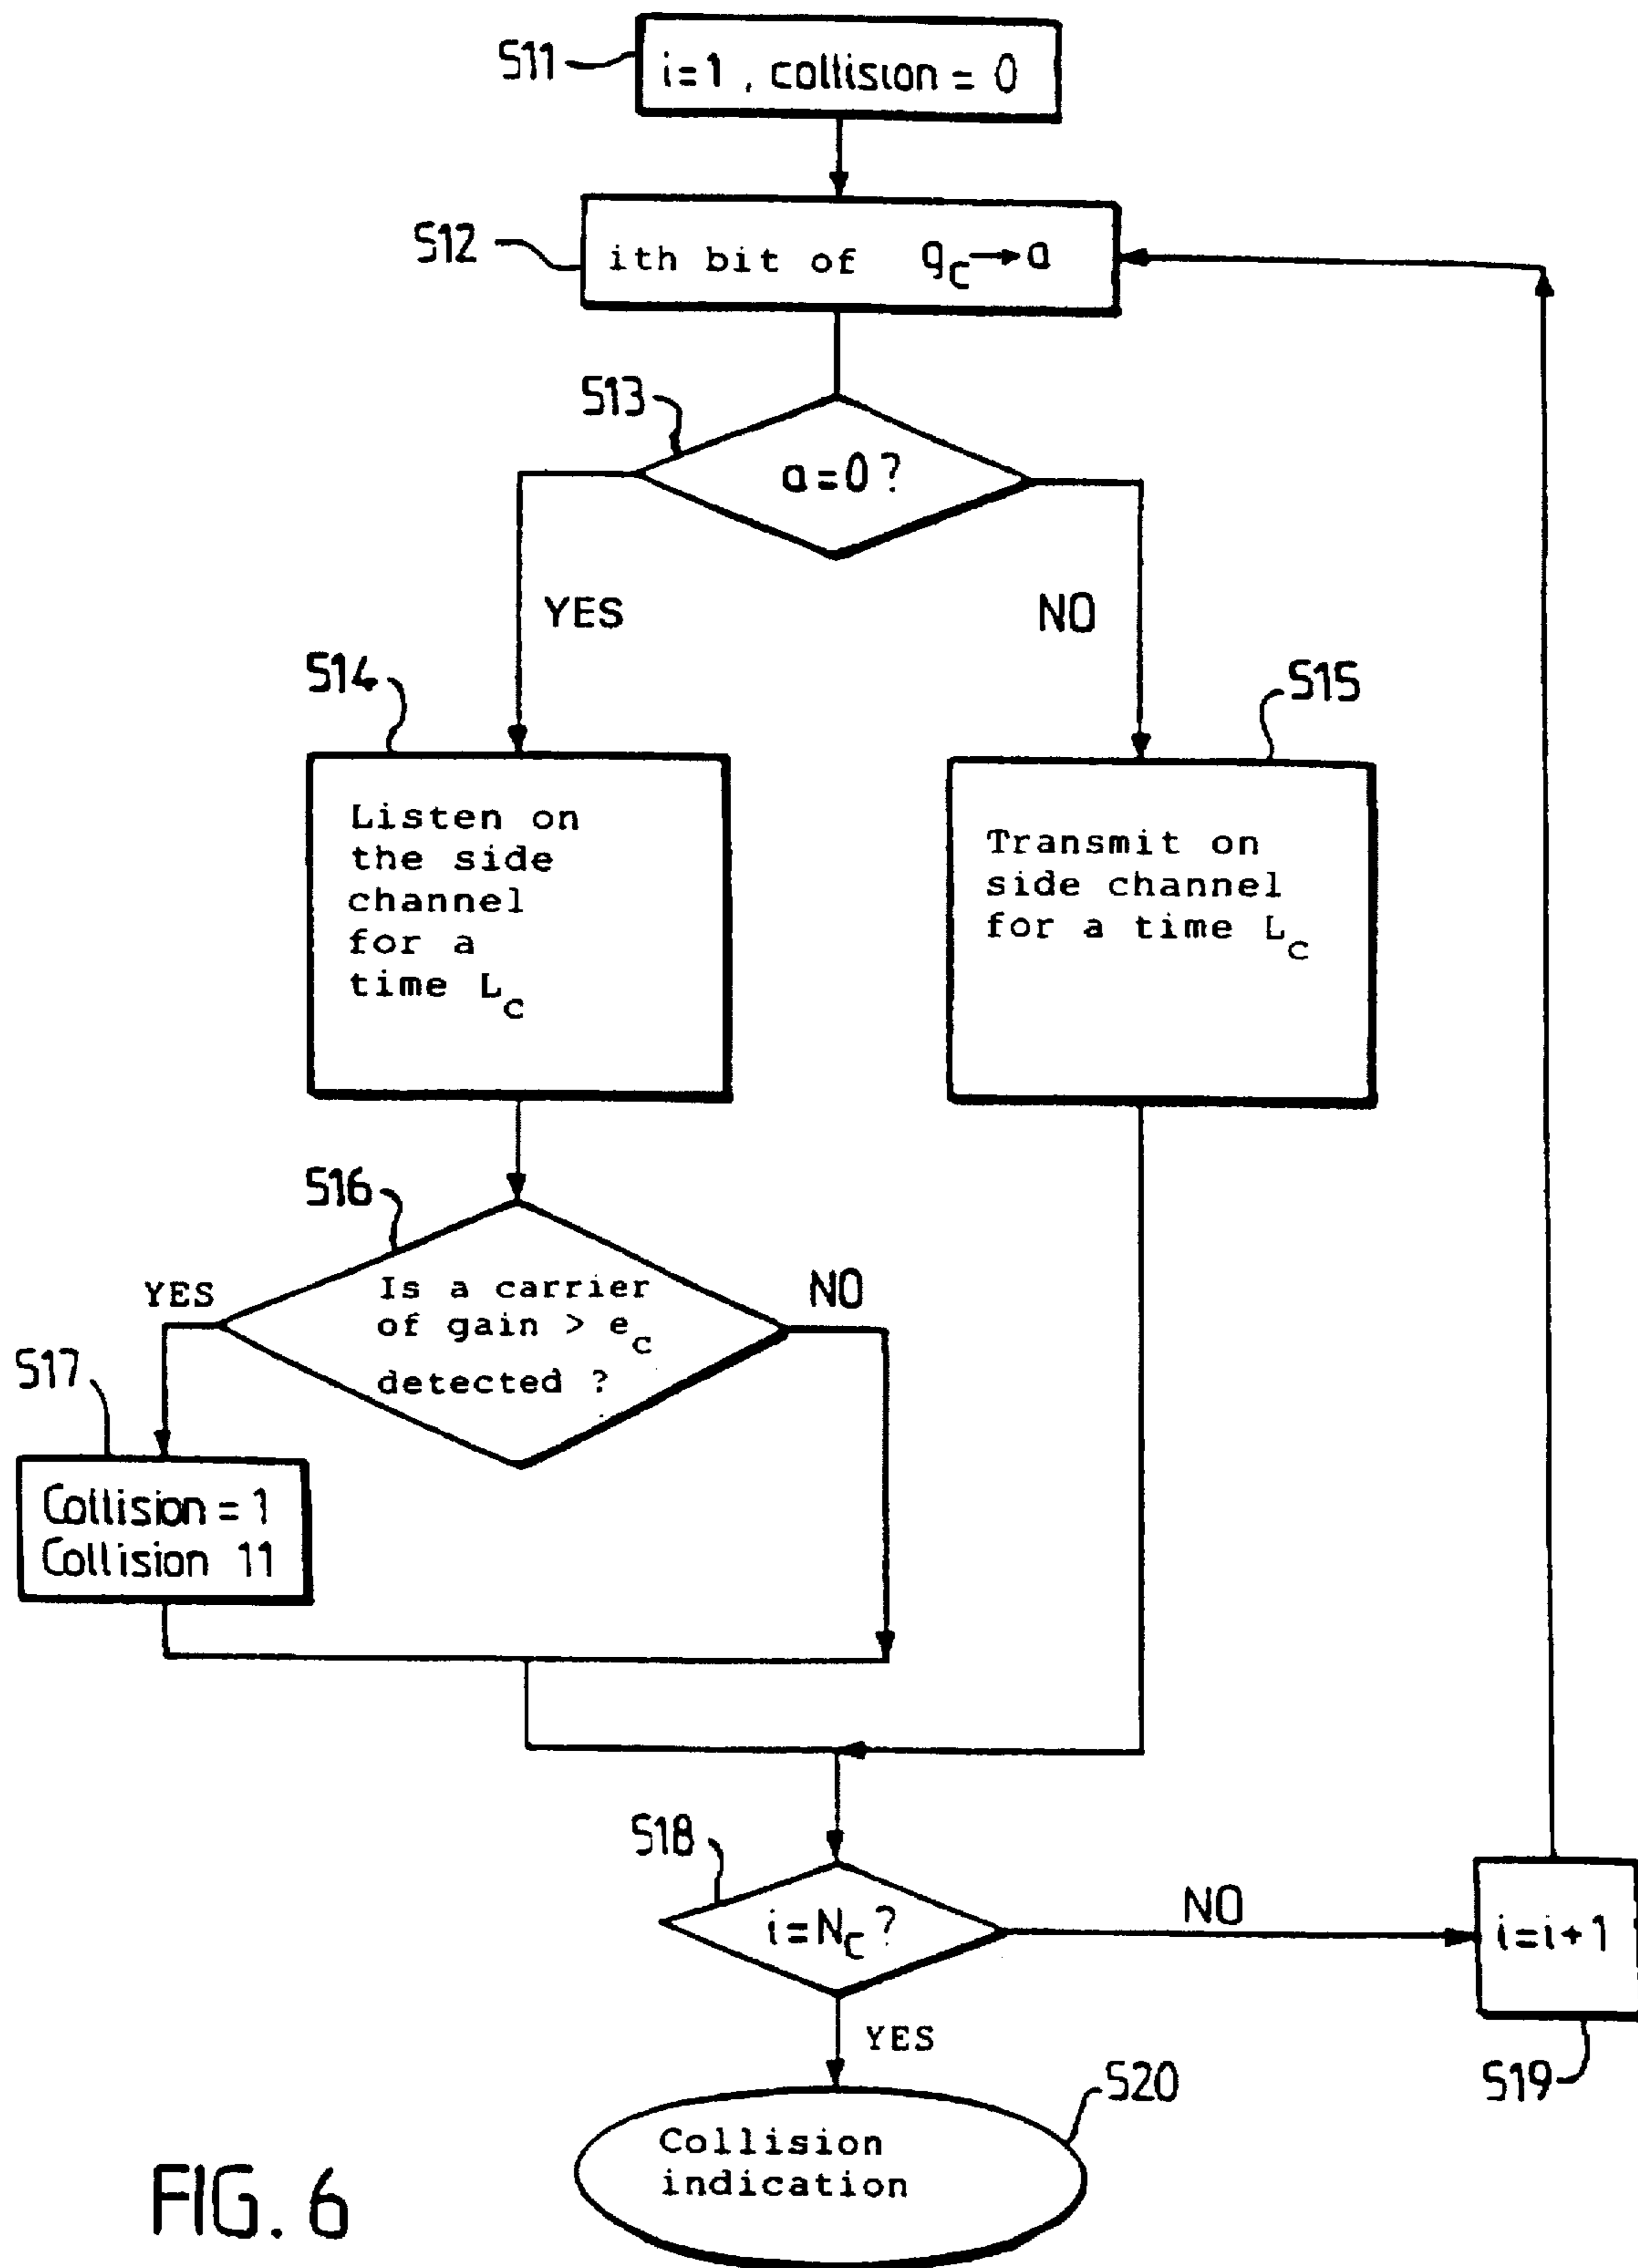 S11
i=1, collision = 0
S12
ith bit of g_c→a
S13
a=0?
YES
NO
S14
S15
Listen on
the side
channel
for a
time L_c
Transmit on
side channel
for a time L_c
S16
YES
Is a carrier
of gain > e_c
detected ?
NO
S17
Collision = 1
Collision 11
S18
i=N_c?
NO
i=i+1
YES
S19
S20
Collision
indication
FIG. 6